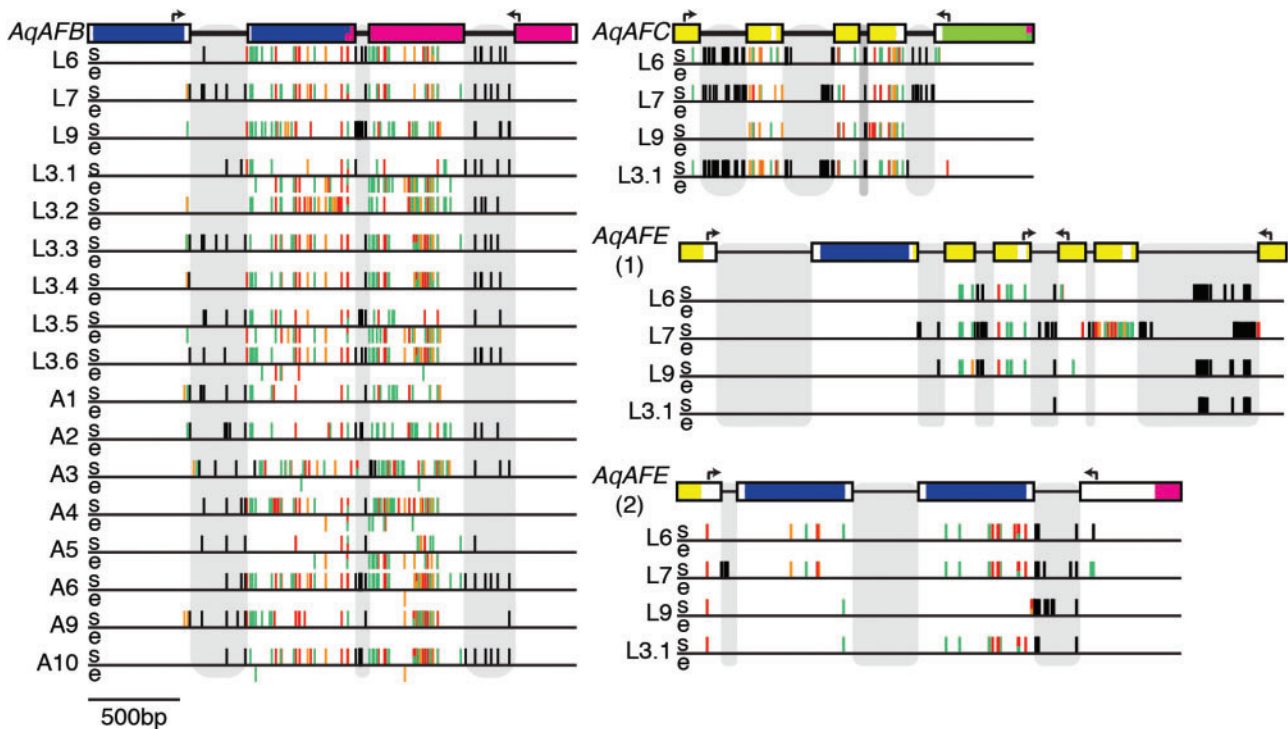 AqAFB
L6 s e
L7 s e
L9 s e
L3.1 s e
L3.2 s e
L3.3 s e
L3.4 s e
L3.5 s e
L3.6 s e
A1 s e
A2 s e
A3 s e
A4 s e
A5 s e
A6 s e
A9 s e
A10 s e
500bp
AqAFC
L6 s e
L7 s e
L9 s e
L3.1 s e
AqAFE
(1)
L6 s e
L7 s e
L9 s e
L3.1 s e
AqAFE
(2)
L6 s e
L7 s e
L9 s e
L3.1 s e